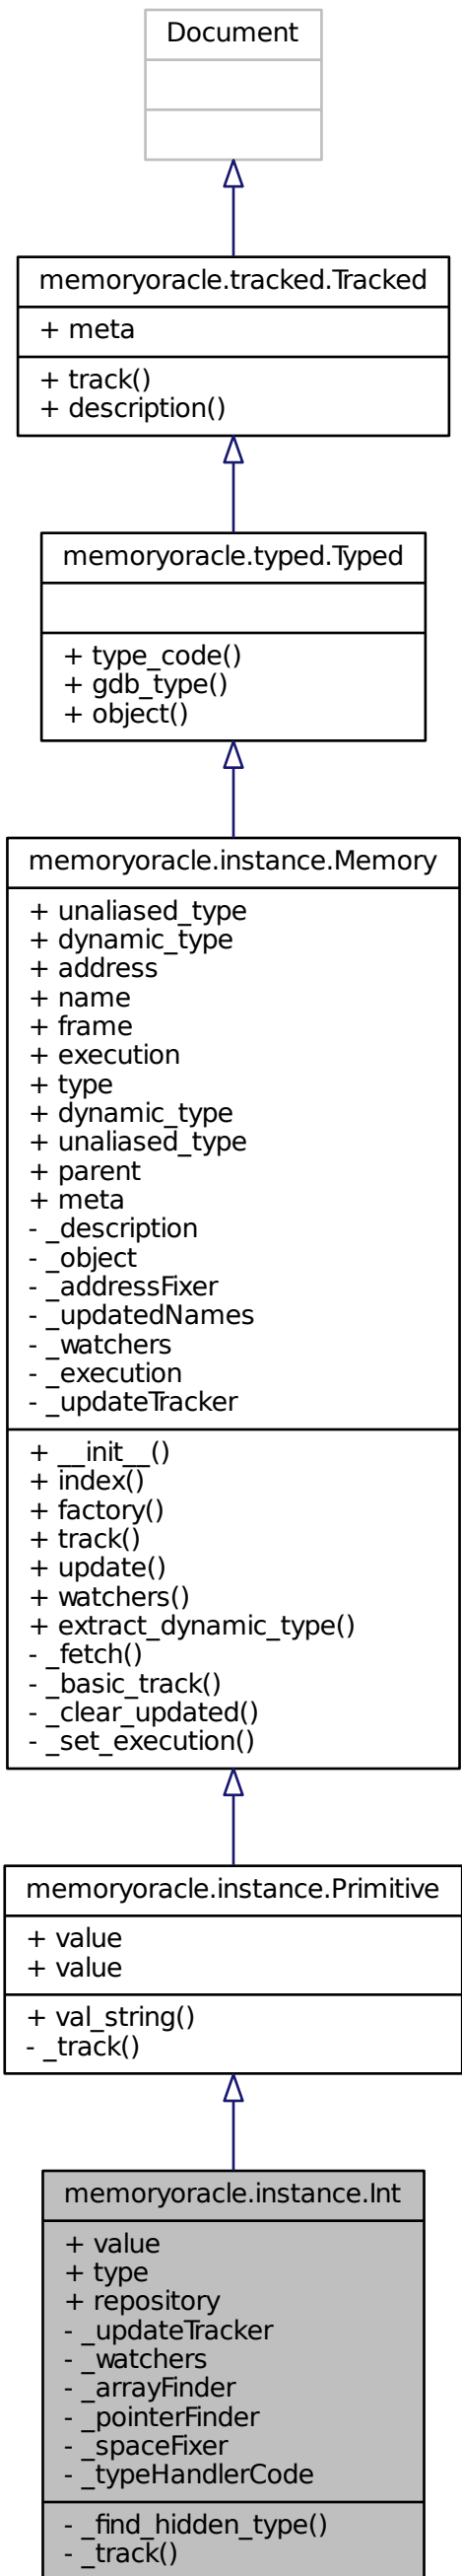 Document
memoryoracle.tracked.Tracked
+ meta
+ track()
+ description()
memoryoracle.typed.Typed
+ type_code()
+ gdb_type()
+ object()
memoryoracle.instance.Memory
+ unaliased_type
+ dynamic_type
+ address
+ name
+ frame
+ execution
+ type
+ dynamic_type
+ unaliased_type
+ parent
+ meta
- _description
- _object
- _addressFixer
- _updatedNames
- _watchers
- _execution
- _updateTracker
+ __init__()
+ index()
+ factory()
+ track()
+ update()
+ watchers()
+ extract_dynamic_type()
- _fetch()
- _basic_track()
- _clear_updated()
- _set_execution()
memoryoracle.instance.Primitive
+ value
+ value
+ val_string()
- _track()
memoryoracle.instance.Int
+ value
+ type
+ repository
- _updateTracker
- _watchers
- _arrayFinder
- _pointerFinder
- _spaceFixer
- _typeHandlerCode
- _find_hidden_type()
- _track()